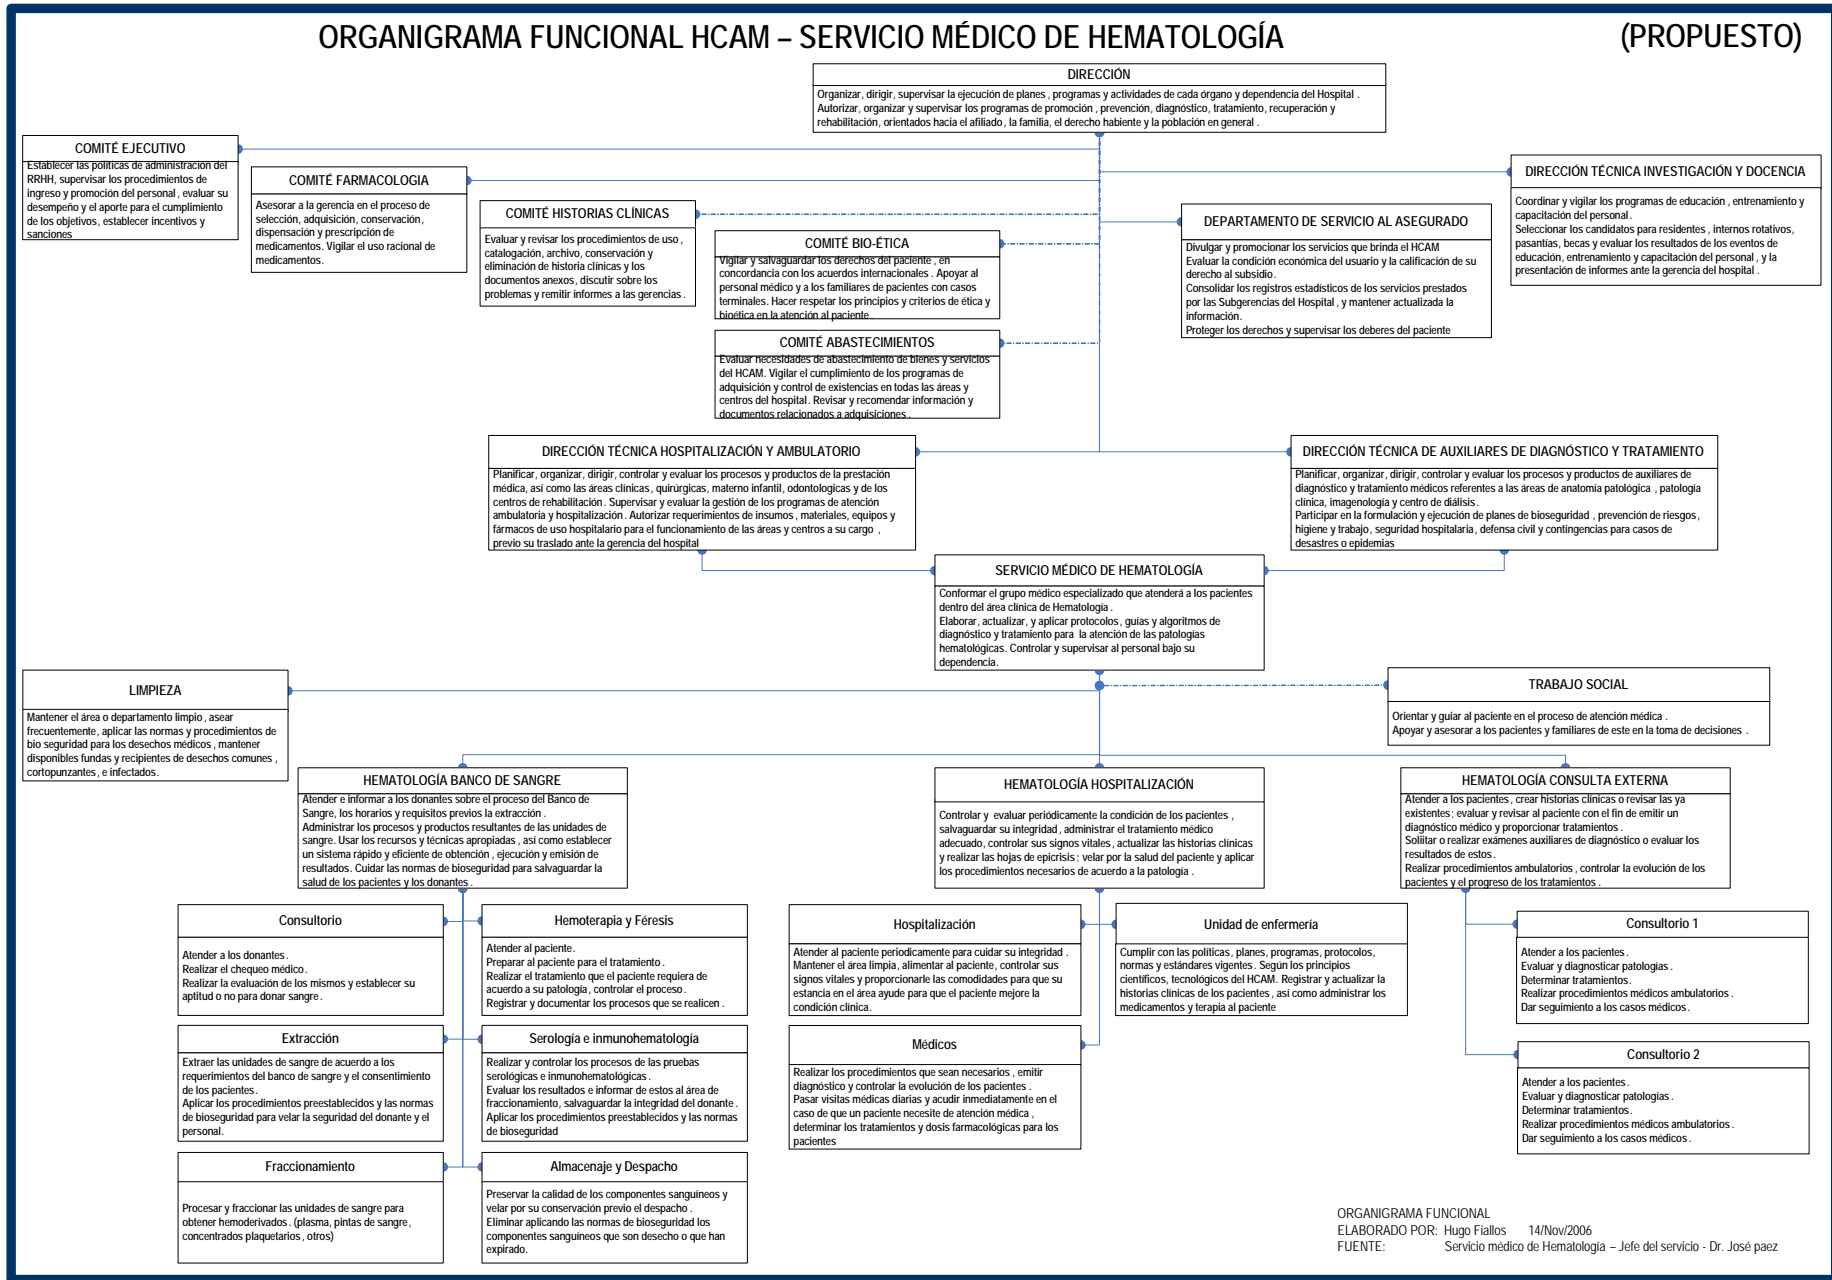 ORGANIGRAMA FUNCIONAL HCAM – SERVICIO MÉDICO DE HEMATOLOGÍA
(PROPUESTO)
DIRECCIÓN
Organizar, dirigir, supervisar la ejecución de planes , programas y actividades de cada órgano y dependencia del Hospital .
Autorizar, organizar y supervisar los programas de promoción , prevención, diagnóstico, tratamiento, recuperación y
rehabilitación, orientados hacia el afiliado, la familia, el derecho habiente y la población en general .
COMITÉ EJECUTIVO
Establecer las políticas de administración del
RRHH, supervisar los procedimientos de
ingreso y promoción del personal , evaluar su
desempeño y el aporte para el cumplimiento
de los objetivos, establecer incentivos y
sanciones
COMITÉ FARMACOLOGIA
Asesorar a la gerencia en el proceso de
selección, adquisición, conservación,
dispensación y prescripción de
medicamentos. Vigilar el uso racional de
medicamentos.
COMITÉ HISTORIAS CLÍNICAS
Evaluar y revisar los procedimientos de uso ,
catalogación, archivo, conservación y
eliminación de historia clínicas y los
documentos anexos, discutir sobre los
problemas y remitir informes a las gerencias .
COMITÉ BIO-ÉTICA
Vigilar y salvaguardar los derechos del paciente , en
concordancia con los acuerdos internacionales . Apoyar al
personal médico y a los familiares de pacientes con casos
terminales. Hacer respetar los principios y criterios de ética y
bioética en la atención al paciente .
COMITÉ ABASTECIMIENTOS
Evaluar necesidades de abastecimiento de bienes y servicios
del HCAM. Vigilar el cumplimiento de los programas de
adquisición y control de existencias en todas las áreas y
centros del hospital. Revisar y recomendar información y
documentos relacionados a adquisiciones .
DEPARTAMENTO DE SERVICIO AL ASEGURADO
Divulgar y promocionar los servicios que brinda el HCAM
Evaluar la condición económica del usuario y la calificación de su
derecho al subsidio.
Consolidar los registros estadísticos de los servicios prestados
por las Subgerencias del Hospital , y mantener actualizada la
información.
Proteger los derechos y supervisar los deberes del paciente
DIRECCIÓN TÉCNICA INVESTIGACIÓN Y DOCENCIA
Coordinar y vigilar los programas de educación , entrenamiento y
capacitación del personal.
Seleccionar los candidatos para residentes , internos rotativos,
pasantías, becas y evaluar los resultados de los eventos de
educación, entrenamiento y capacitación del personal , y la
presentación de informes ante la gerencia del hospital .
DIRECCIÓN TÉCNICA HOSPITALIZACIÓN Y AMBULATORIO
Planificar, organizar, dirigir, controlar y evaluar los procesos y productos de la prestación
médica, así como las áreas clínicas , quirúrgicas, materno infantil, odontologicas y de los
centros de rehabilitación . Supervisar y evaluar la gestión de los programas de atención
ambulatoria y hospitalización. Autorizar requerimientos de insumos , materiales, equipos y
fármacos de uso hospitalario para el funcionamiento de las áreas y centros a su cargo ,
previo su traslado ante la gerencia del hospital
DIRECCIÓN TÉCNICA DE AUXILIARES DE DIAGNÓSTICO Y TRATAMIENTO
Planificar, organizar, dirigir, controlar y evaluar los procesos y productos de auxiliares de
diagnóstico y tratamiento médicos referentes a las áreas de anatomía patológica , patología
clínica, imagenología y centro de diálisis.
Participar en la formulación y ejecución de planes de bioseguridad , prevención de riesgos,
higiene y trabajo, seguridad hospitalaria, defensa civil y contingencias para casos de
desastres o epidemias
SERVICIO MÉDICO DE HEMATOLOGÍA
Conformar el grupo médico especializado que atenderá a los pacientes
dentro del área clínica de Hematología .
Elaborar, actualizar, y aplicar protocolos, guías y algoritmos de
diagnóstico y tratamiento para la atención de las patologías
hematológicas. Controlar y supervisar al personal bajo su
dependencia.
LIMPIEZA
Mantener el área o departamento limpio , asear
frecuentemente, aplicar las normas y procedimientos de
bio seguridad para los desechos médicos , mantener
disponibles fundas y recipientes de desechos comunes ,
cortopunzantes, e infectados.
TRABAJO SOCIAL
Orientar y guiar al paciente en el proceso de atención médica .
Apoyar y asesorar a los pacientes y familiares de este en la toma de decisiones .
HEMATOLOGÍA BANCO DE SANGRE
Atender e informar a los donantes sobre el proceso del Banco de
Sangre, los horarios y requisitos previos la extracción .
Administrar los procesos y productos resultantes de las unidades de
sangre. Usar los recursos y técnicas apropiadas , así como establecer
un sistema rápido y eficiente de obtención , ejecución y emisión de
resultados. Cuidar las normas de bioseguridad para salvaguardar la
salud de los pacientes y los donantes .
HEMATOLOGÍA HOSPITALIZACIÓN
Controlar y evaluar periódicamente la condición de los pacientes ,
salvaguardar su integridad, administrar el tratamiento médico
adecuado, controlar sus signos vitales, actualizar las historias clínicas
y realizar las hojas de epicrisis ; velar por la salud del paciente y aplicar
los procedimientos necesarios de acuerdo a la patología .
HEMATOLOGÍA CONSULTA EXTERNA
Atender a los pacientes , crear historias clínicas o revisar las ya
existentes; evaluar y revisar al paciente con el fin de emitir un
diagnóstico médico y proporcionar tratamientos .
Soliitar o realizar exámenes auxiliares de diagnóstico o evaluar los
resultados de estos.
Realizar procedimientos ambulatorios , controlar la evolución de los
pacientes y el progreso de los tratamientos .
Consultorio
Atender a los donantes.
Realizar el chequeo médico.
Realizar la evaluación de los mismos y establecer su
aptitud o no para donar sangre .
Hemoterapia y Féresis
Atender al paciente.
Preparar al paciente para el tratamiento .
Realizar el tratamiento que el paciente requiera de
acuerdo a su patología, controlar el proceso.
Registrar y documentar los procesos que se realicen .
Hospitalización
Atender al paciente periodicamente para cuidar su integridad .
Mantener el área limpia, alimentar al paciente, controlar sus
signos vitales y proporcionarle las comodidades para que su
estancia en el área ayude para que el paciente mejore la
condición clínica.
Unidad de enfermería
Cumplir con las políticas, planes, programas, protocolos,
normas y estándares vigentes. Según los principios
científicos, tecnológicos del HCAM. Registrar y actualizar la
historias clínicas de los pacientes , así como administrar los
medicamentos y terapia al paciente
Consultorio 1
Atender a los pacientes.
Evaluar y diagnosticar patologías .
Determinar tratamientos.
Realizar procedimientos médicos ambulatorios .
Dar seguimiento a los casos médicos .
Extracción
Extraer las unidades de sangre de acuerdo a los
requerimientos del banco de sangre y el consentimiento
de los pacientes.
Aplicar los procedimientos preestablecidos y las normas
de bioseguridad para velar la seguridad del donante y el
personal.
Serología e inmunohematología
Realizar y controlar los procesos de las pruebas
serológicas e inmunohematológicas .
Evaluar los resultados e informar de estos al área de
fraccionamiento, salvaguardar la integridad del donante .
Aplicar los procedimientos preestablecidos y las normas
de bioseguridad
Médicos
Realizar los procedimientos que sean necesarios , emitir
diagnóstico y controlar la evolución de los pacientes .
Pasar visitas médicas diarias y acudir inmediatamente en el
caso de que un paciente necesite de atención médica ,
determinar los tratamientos y dosis farmacológicas para los
pacientes
Consultorio 2
Atender a los pacientes .
Evaluar y diagnosticar patologías .
Determinar tratamientos.
Realizar procedimientos médicos ambulatorios .
Dar seguimiento a los casos médicos .
Fraccionamiento
Procesar y fraccionar las unidades de sangre para
obtener hemoderivados . (plasma, pintas de sangre ,
concentrados plaquetarios , otros)
Almacenaje y Despacho
Preservar la calidad de los componentes sanguíneos y
velar por su conservación previo el despacho .
Eliminar aplicando las normas de bioseguridad los
componentes sanguíneos que son desecho o que han
expirado.
ORGANIGRAMA FUNCIONAL
ELABORADO POR: Hugo Fiallos 14/Nov/2006
FUENTE: Servicio médico de Hematología – Jefe del servicio - Dr. José paez